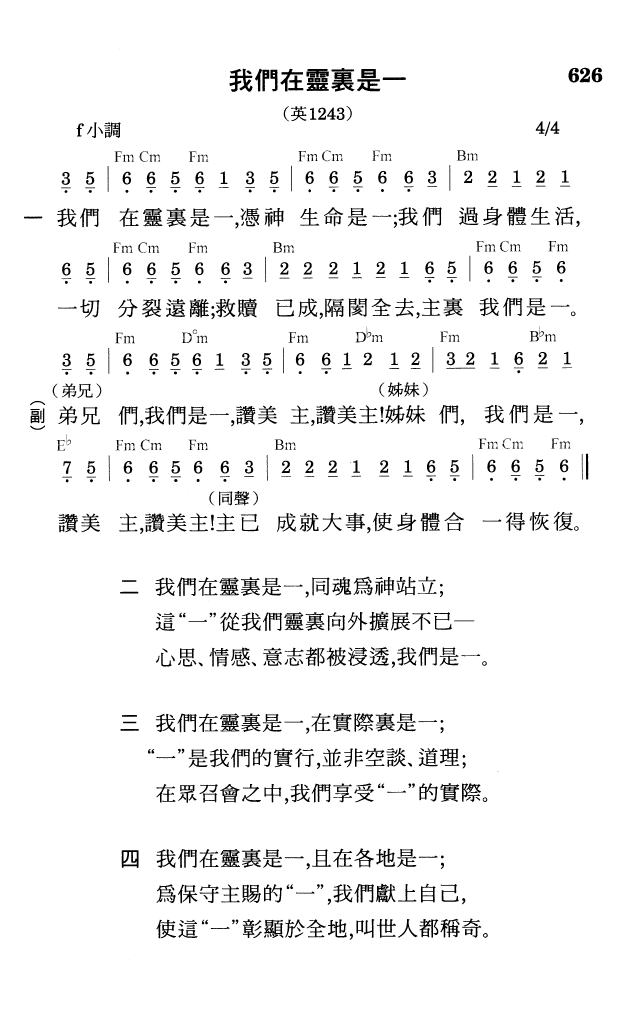 我們在靈裏是一 626
（英1243）
f小調 4/4
Fm Cm Fm Fm Cm Fm Bm
3 5 | 6 6 5 6 1 3 5 | 6 6 5 6 6 3 | 2 2 1 2 1
一 我們 在靈裏是一,憑神 生命是一;我們 過身體生活,
Fm Cm Fm Bm Fm Cm Fm
6 5 | 6 6 5 6 6 3 | 2 2 2 1 2 1 6 5 | 6 6 5 6
一切 分裂遠離;救贖 已成,隔閡全去,主裏 我們是一。
Fm D°m Fm D♭m Fm B♭m
3 5 | 6 6 5 6 1 3 5 | 6 6 1 2 1 2 | 3 2 1 6 2 1
（弟兄） （姊妹）
（副） 弟兄 們,我們是一,讚美 主,讚美主!姊妹 們, 我們是一,
E♭ Fm Cm Fm Bm Fm Cm Fm
7 5 | 6 6 5 6 6 3 | 2 2 2 1 2 1 6 5 | 6 6 5 6 ‖
（同聲）
讚美 主,讚美主!主已 成就大事,使身體合 一得恢復。
二 我們在靈裏是一,同魂爲神站立;
這“一”從我們靈裏向外擴展不已─
心思、情感、意志都被浸透,我們是一。
三 我們在靈裏是一,在實際裏是一;
“一”是我們的實行,並非空談、道理;
在眾召會之中,我們享受“一”的實際。
四 我們在靈裏是一,且在各地是一;
爲保守主賜的“一”,我們獻上自己,
使這“一”彰顯於全地,叫世人都稱奇。